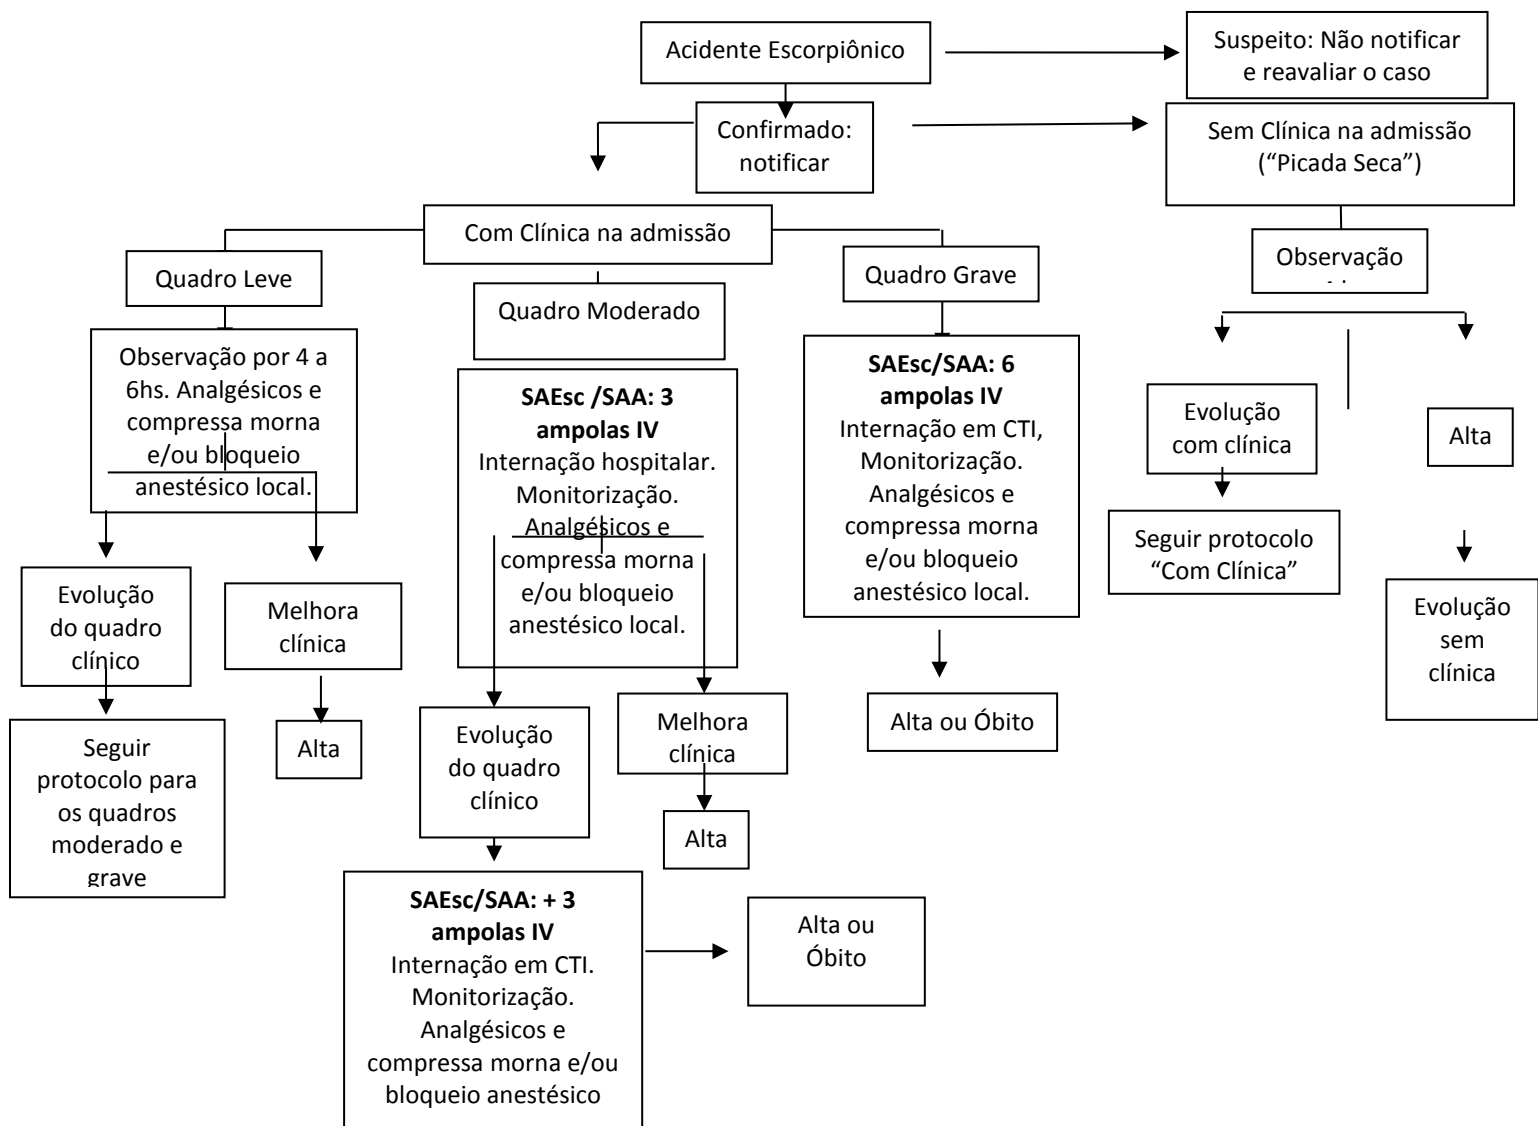 Acidente Escorpiônico
Suspeito: Não notificar
e reavaliar o caso
Confirmado:
notificar
Sem Clínica na admissão
(“Picada Seca”)
Com Clínica na admissão
Observação
Quadro Leve
Quadro Moderado
Quadro Grave
Observação por 4 a
6hs. Analgésicos e
compressa morna
e/ou bloqueio
anestésico local.
SAEsc /SAA: 3
ampolas IV
Internação hospitalar.
Monitorização.
Analgésicos e
compressa morna
e/ou bloqueio
anestésico local.
SAEsc/SAA: 6
ampolas IV
Internação em CTI,
Monitorização.
Analgésicos e
compressa morna
e/ou bloqueio
anestésico local.
Evolução
com clínica
Alta
Seguir protocolo
“Com Clínica”
Evolução
sem
clínica
Evolução
do quadro
clínico
Melhora
clínica
Seguir
protocolo para
os quadros
moderado e
grave
Alta
Evolução
do quadro
clínico
Melhora
clínica
Alta
Alta ou Óbito
SAEsc/SAA: + 3
ampolas IV
Internação em CTI.
Monitorização.
Analgésicos e
compressa morna e/ou
bloqueio anestésico
Alta ou
Óbito